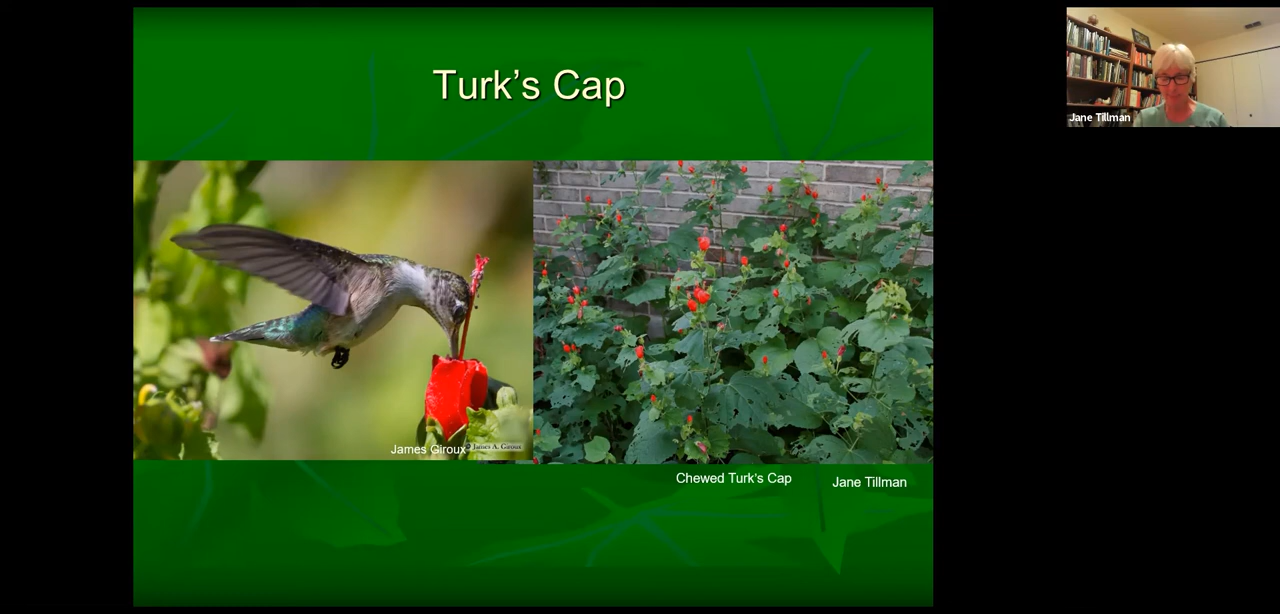 Turk's Cap
Jane Tillman
James Giroux
© James A. Giroux
Chewed Turk's Cap
Jane Tillman